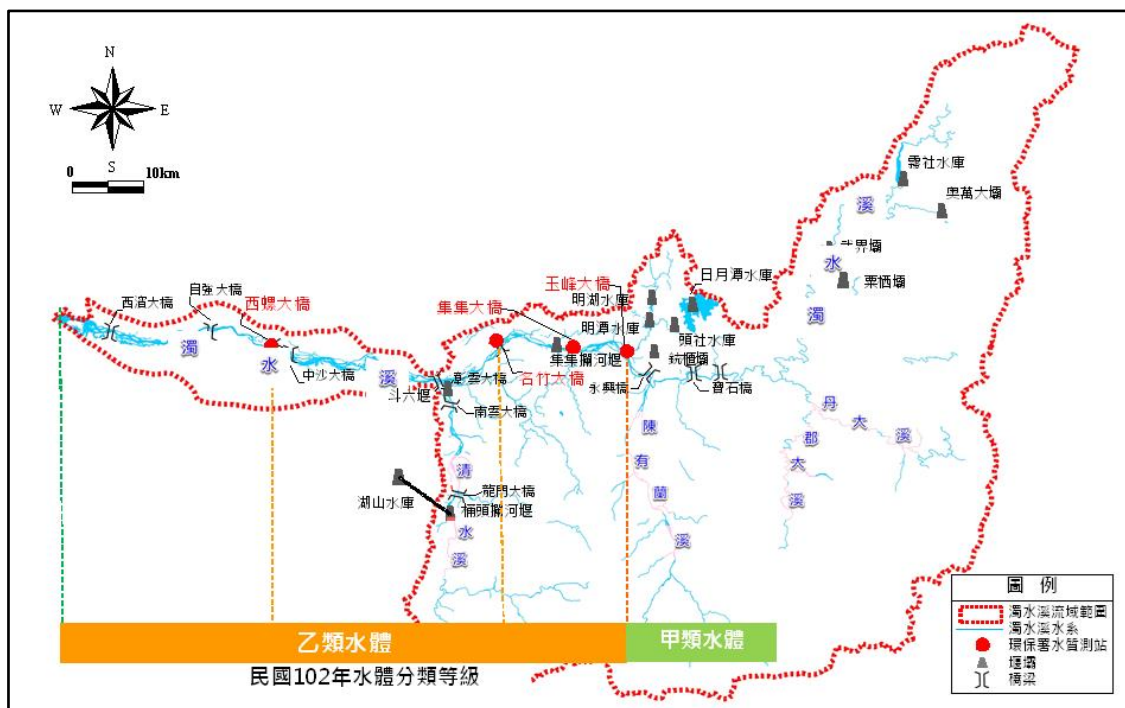 N
W
E
S
0 10km
霧社水庫
奧萬大壩
溪
水
濁
栗栖壩
日月潭水庫
玉峰大橋
明湖水庫
集集大橋
明潭水庫
頭社水庫
銃櫃壩
集集攔河堰
名竹大橋
永興橋
寶石橋
西濱大橋
自強大橋
西螺大橋
中沙大橋
濁
水
溪
彰雲大橋
斗六堰
南雲大橋
清
水
溪
龍門大橋
桶頭攔河堰
湖山水庫
陳
有
蘭
溪
丹
大
溪
郡
大
溪
乙類水體
甲類水體
民國102年水體分類等級
圖 例
濁水溪流域範圍
濁水溪水系
環保署水質測站
堰壩
橋梁